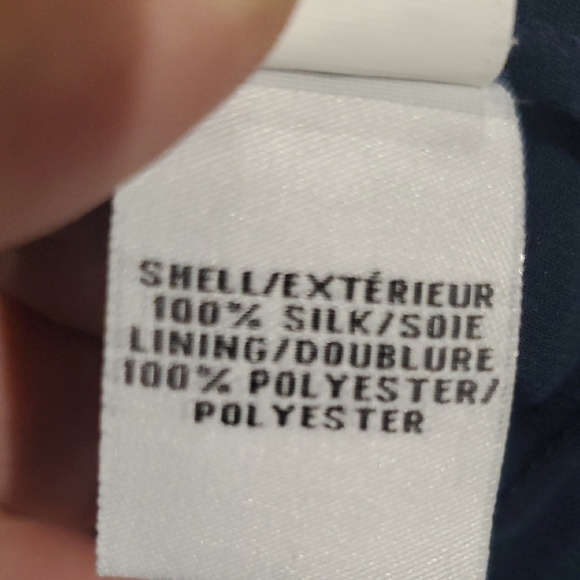 SHELL/EXTÉRIEUR
100% SILK/SOIE
LINING/DOUBLURE
100% POLYESTER/
POLYESTER